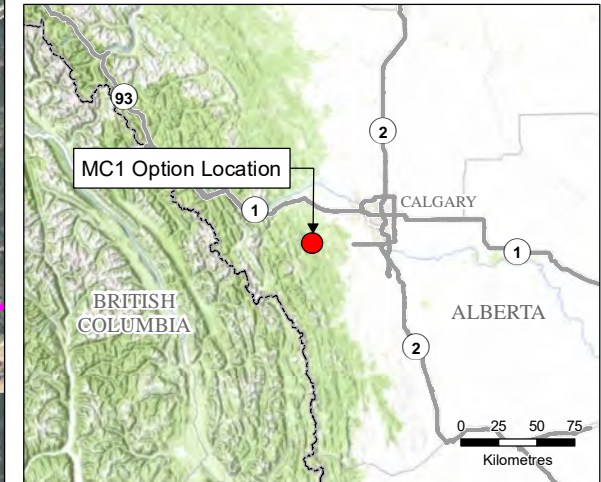 93
2
MC1 Option Location
1
CALGARY
1
BRITISH
COLUMBIA
ALBERTA
2
0 25 50 75
Kilometres